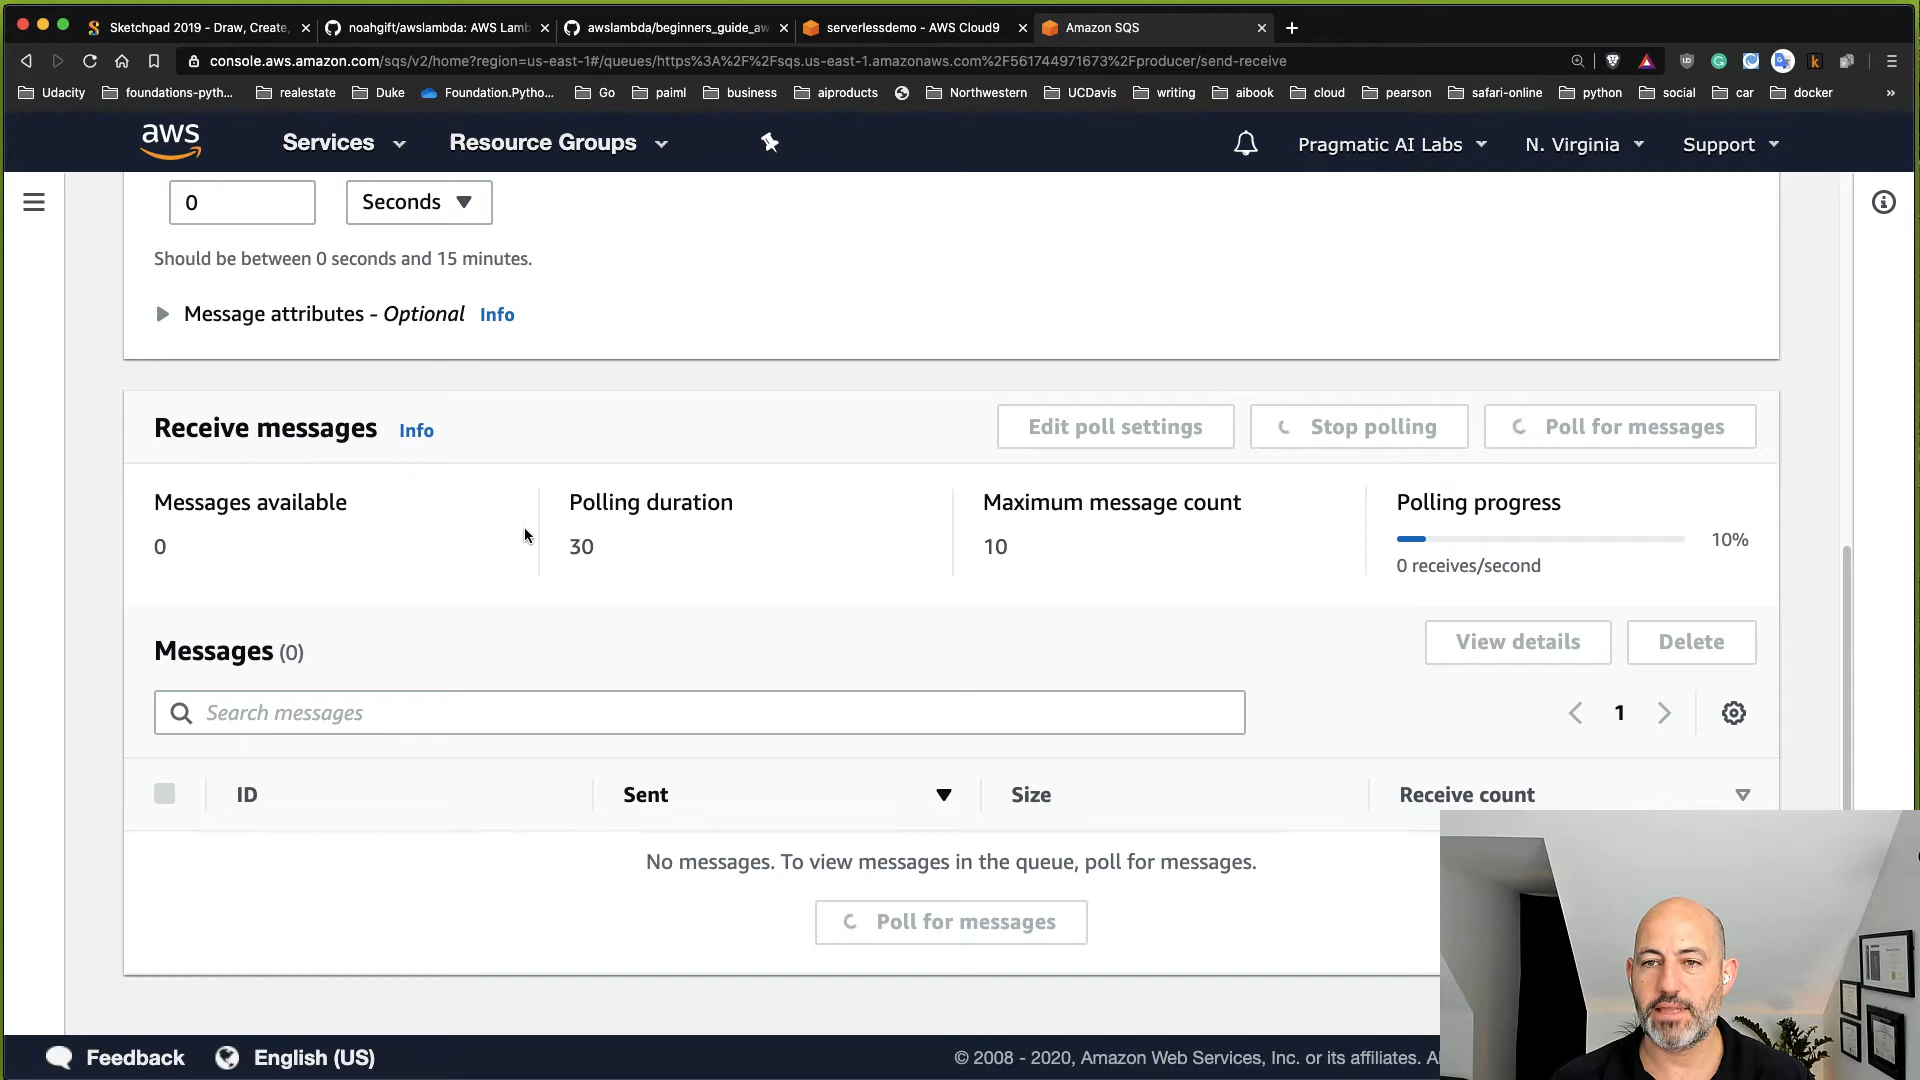 Sketchpad 2019 - Draw, Create,
noahgift/awslambda: AWS Lamb
awslambda/beginners_guide_aw
serverlessdemo - AWS Cloud9
Amazon SQS
console.aws.amazon.com/sqs/v2/home?region=us-east-1#/queues/https%3A%2F%2Fsqs.us-east-1.amazonaws.com%2F561744971673%2Fproducer/send-receive
Udacity
foundations-pyth...
realestate
Duke
Foundation.Pytho...
Go
paiml
business
aiproducts
Northwestern
UCDavis
writing
aibook
cloud
pearson
safari-online
python
social
car
docker
»
aws
Services
Resource Groups
Pragmatic AI Labs
N. Virginia
Support
0
Seconds
Should be between 0 seconds and 15 minutes.
Message attributes - Optional Info
Receive messages Info
Edit poll settings
Stop polling
Poll for messages
Messages available
0
Polling duration
30
Maximum message count
10
Polling progress
10%
0 receives/second
Messages (0)
View details
Delete
Search messages
1
ID
Sent
Size
Receive count
No messages. To view messages in the queue, poll for messages.
Poll for messages
Feedback
English (US)
© 2008 - 2020, Amazon Web Services, Inc. or its affiliates.